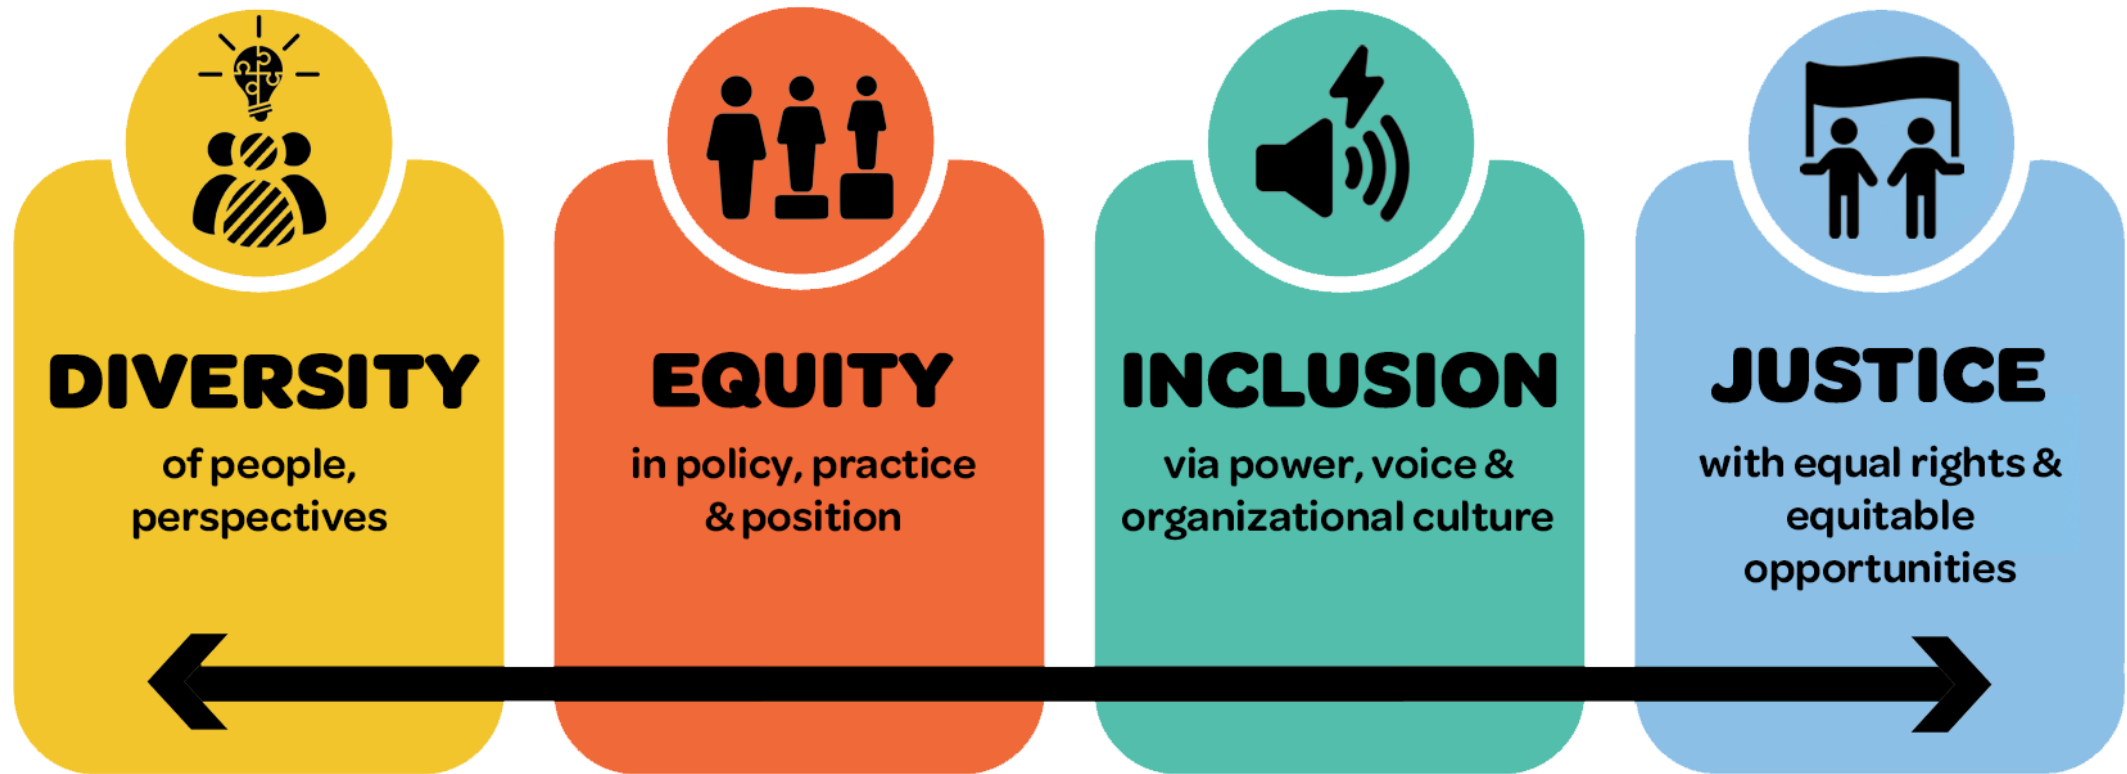 DIVERSITY
of people,
perspectives
EQUITY
in policy, practice
& position
INCLUSION
via power, voice &
organizational culture
JUSTICE
with equal rights &
equitable
opportunities